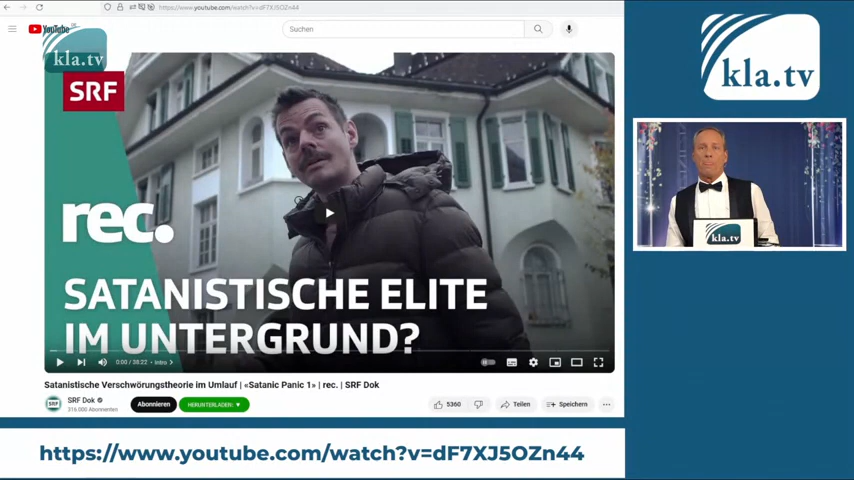 https://www.youtube.com/watch?v=dF7XJ5OZn44
YouTube
Suchen
kla.tv
kla.tv
SRF
rec.
SATANISTISCHE ELITE
IM UNTERGRUND?
kla.tv
0:00 / 38:22 • Intro >
Satanistische Verschwörungstheorie im Umlauf | «Satanic Panic 1» | rec. | SRF Dok
SRF
SRF Dok
316.000 Abonnenten
Abonnieren
HERUNTERLADEN
5360
Teilen
Speichern
https://www.youtube.com/watch?v=dF7XJ5OZn44